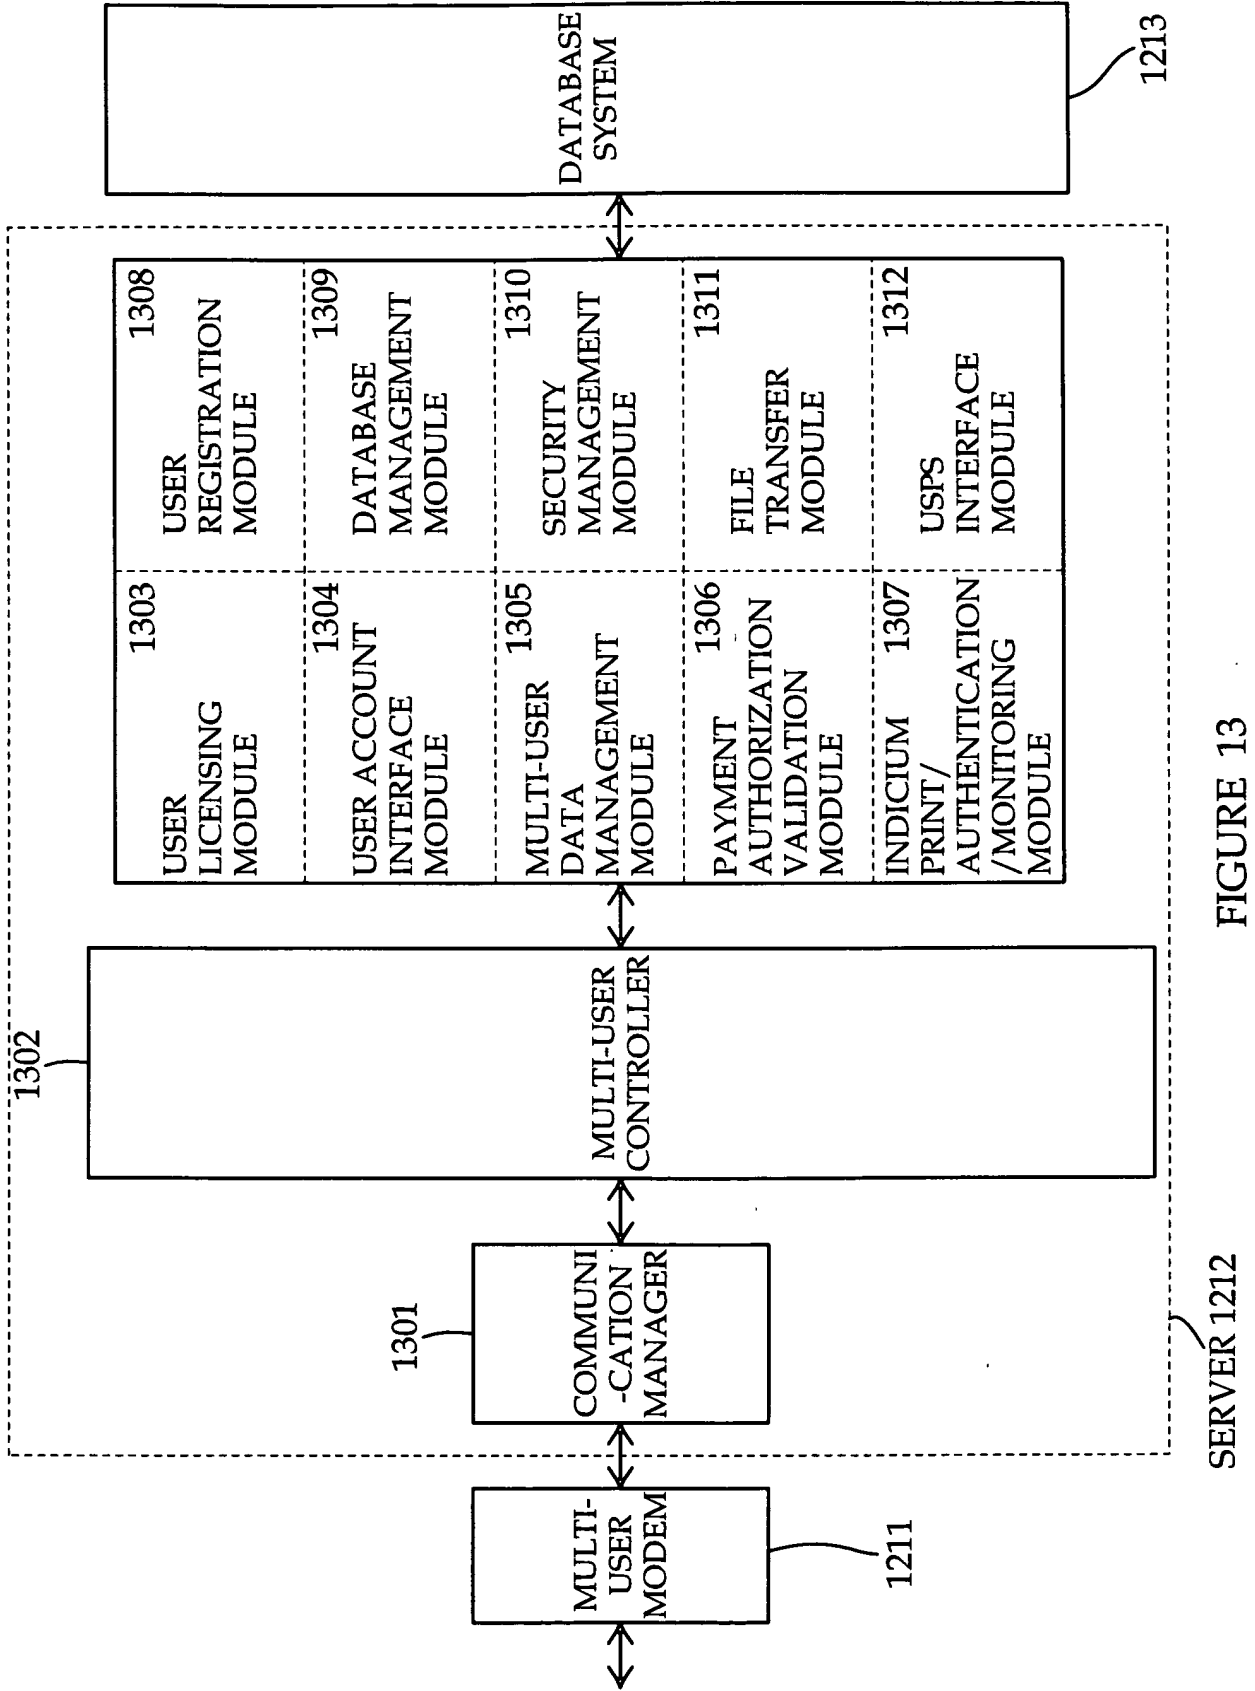 1302
1301
MULTI-
USER
MODEM
1211
COMMUNI
-CATION
MANAGER
MULTI-USER
CONTROLLER
USER
LICENSING
MODULE
1303
USER ACCOUNT
INTERFACE
MODULE
1304
MULTI-USER
DATA
MANAGEMENT
MODULE
1305
PAYMENT
AUTHORIZATION
VALIDATION
MODULE
1306
INDICIUM
PRINT/
AUTHENTICATION
/MONITORING
MODULE
1307
USER
REGISTRATION
MODULE
1308
DATABASE
MANAGEMENT
MODULE
1309
SECURITY
MANAGEMENT
MODULE
1310
FILE
TRANSFER
MODULE
1311
USPS
INTERFACE
MODULE
1312
DATABASE
SYSTEM
1213
SERVER 1212
FIGURE 13